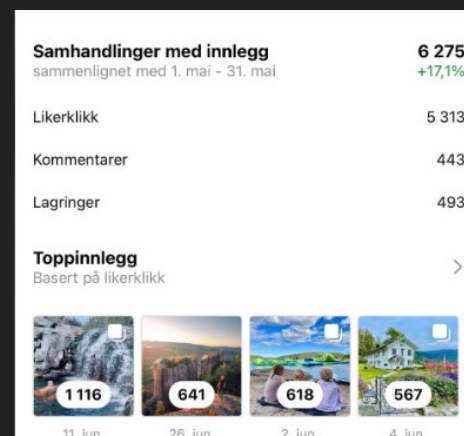 Samhandlinger med innlegg 6 275
sammenlignet med 1. mai - 31. mai +17,1%
Likerklikk 5 313
Kommentarer 443
Lagringer 493
Toppinnlegg
Basert på likerklikk
1 116 641 618 567
11. jun. 26. jun. 2. jun. 4. jun.